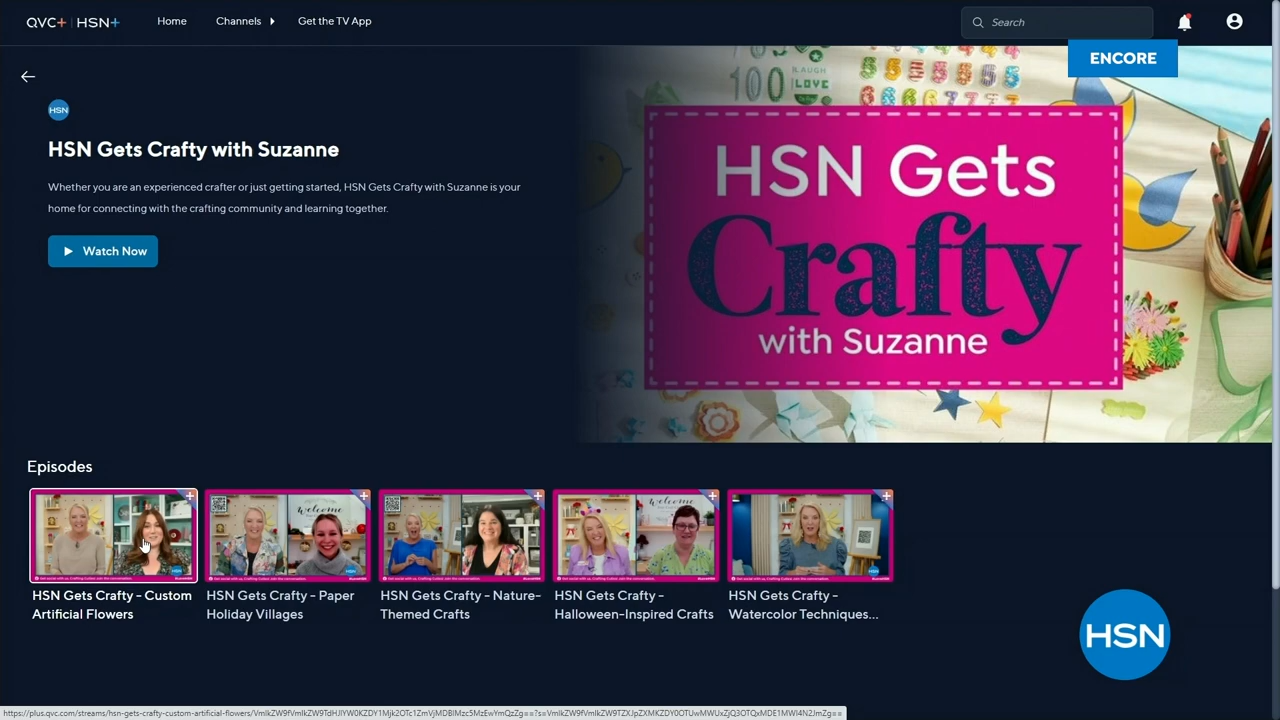 QVC+ | HSN+
Home
Channels
Get the TV App
Search
ENCORE
HSN
HSN Gets Crafty with Suzanne
Whether you are an experienced crafter or just getting started, HSN Gets Crafty with Suzanne is your
home for connecting with the crafting community and learning together.
Watch Now
100
LAUGH
LOVE
HSN Gets
Crafty
with Suzanne
Episodes
HSN Gets Crafty - Custom
Artificial Flowers
HSN Gets Crafty - Paper
Holiday Villages
HSN Gets Crafty - Nature-
Themed Crafts
HSN Gets Crafty -
Halloween-Inspired Crafts
HSN Gets Crafty -
Watercolor Techniques...
HSN